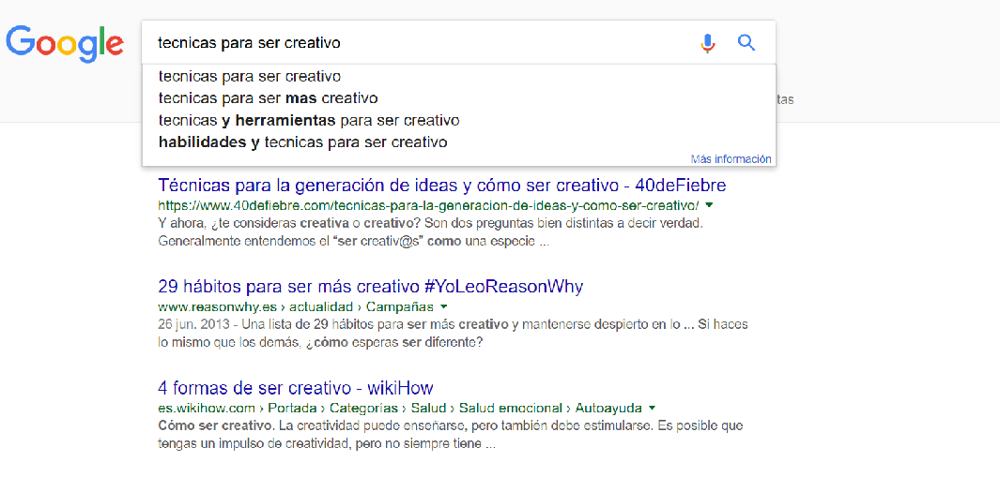 Google
tecnicas para ser creativo
tecnicas para ser creativo
tecnicas para ser mas creativo
tecnicas y herramientas para ser creativo
habilidades y tecnicas para ser creativo
tas
Más información
Técnicas para la generación de ideas y cómo ser creativo - 40deFiebre
https://www.40defiebre.com/tecnicas-para-la-generacion-de-ideas-y-como-ser-creativo/
Y ahora, ¿te consideras creativa o creativo? Son dos preguntas bien distintas a decir verdad.
Generalmente entendemos el “ser creativ@s” como una especie ...
29 hábitos para ser más creativo #YoLeoReasonWhy
www.reasonwhy.es › actualidad › Campañas
26 jun. 2013 - Una lista de 29 hábitos para ser más creativo y mantenerse despierto en lo ... Si haces
lo mismo que los demás, ¿cómo esperas ser diferente?
4 formas de ser creativo - wikiHow
es.wikihow.com › Portada › Categorías › Salud › Salud emocional › Autoayuda
Cómo ser creativo. La creatividad puede enseñarse, pero también debe estimularse. Es posible que
tengas un impulso de creatividad, pero no siempre tiene ...